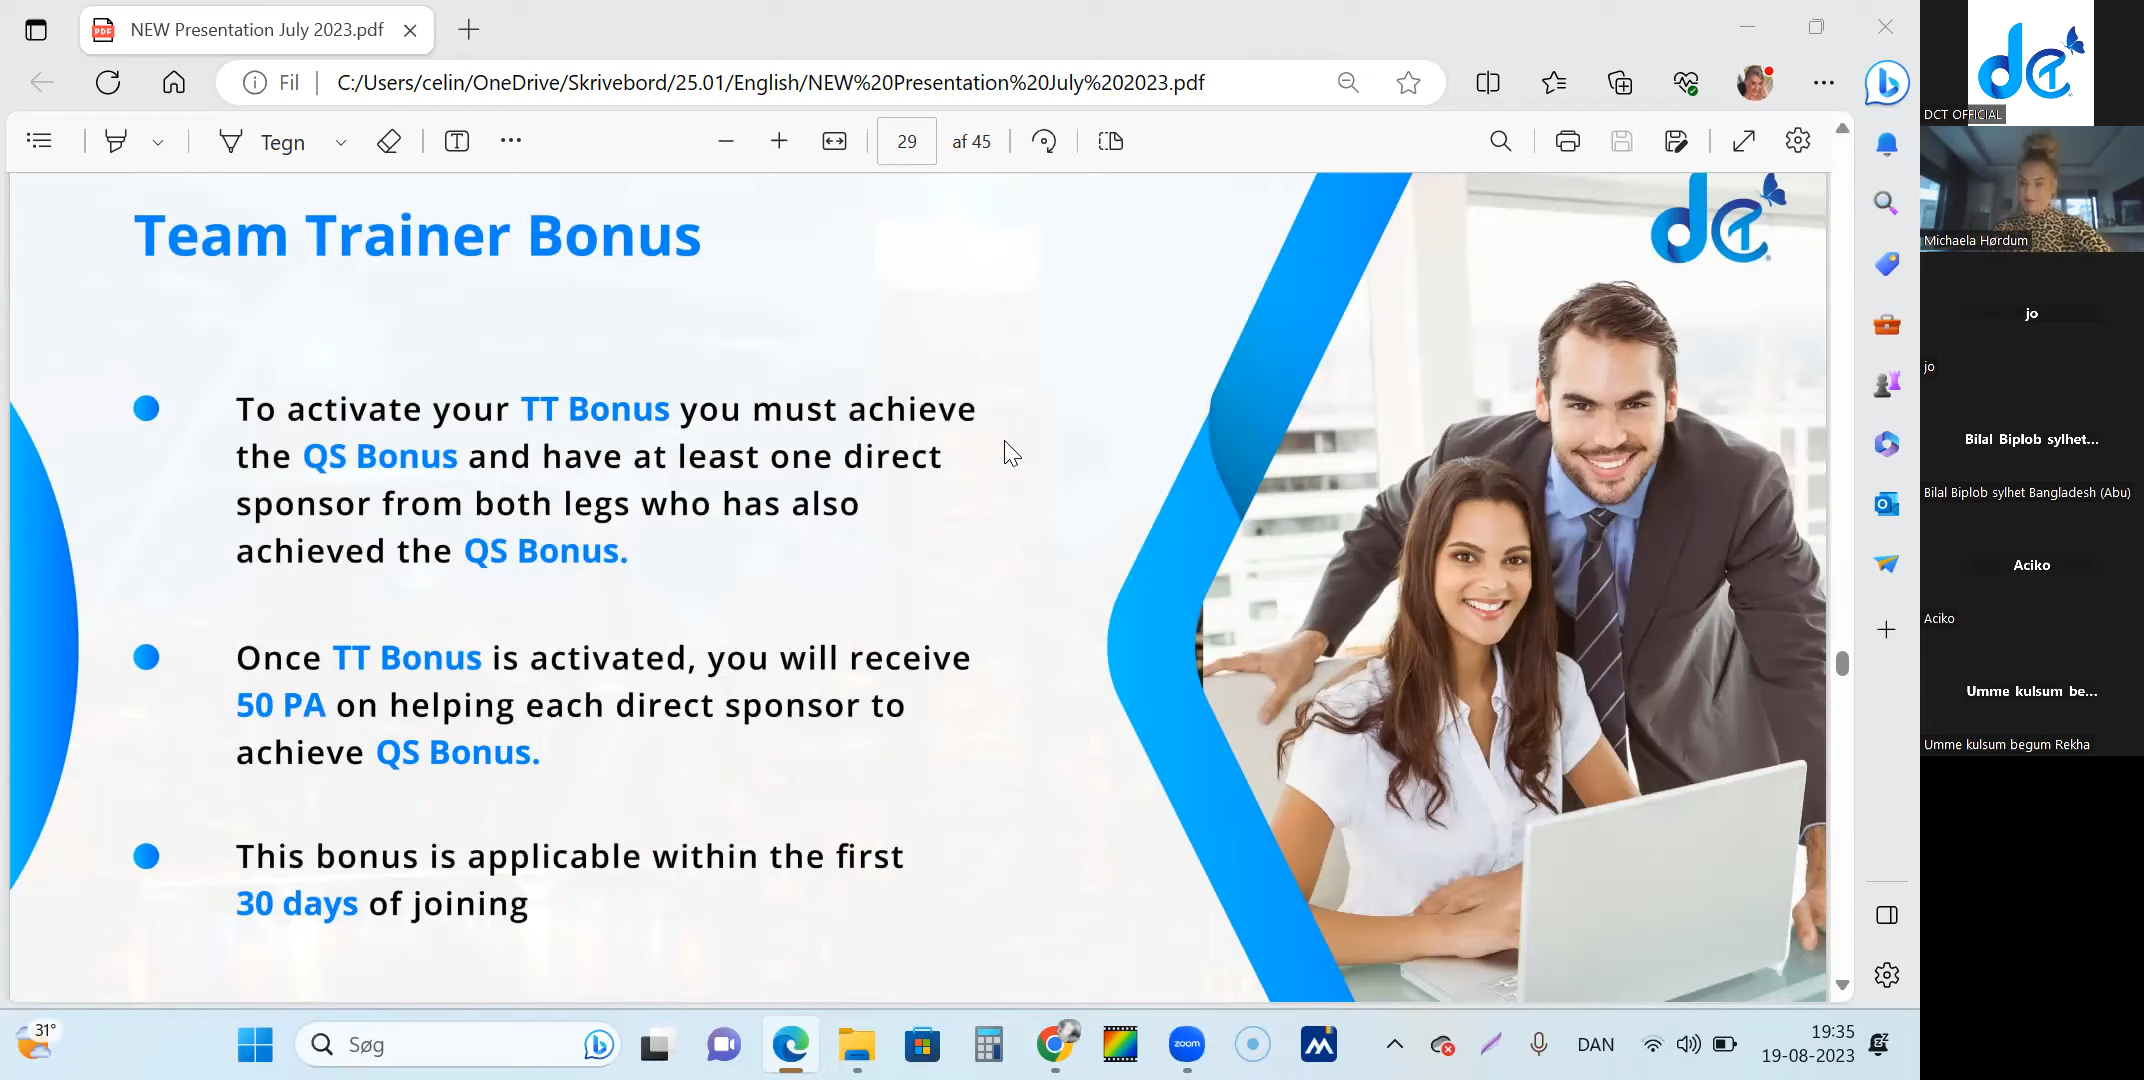 NEW Presentation July 2023.pdf
Fil
C:/Users/celin/OneDrive/Skrivebord/25.01/English/NEW%20Presentation%20July%202023.pdf
Tegn
29
af 45
Team Trainer Bonus
To activate your TT Bonus you must achieve
the QS Bonus and have at least one direct
sponsor from both legs who has also
achieved the QS Bonus.
Once TT Bonus is activated, you will receive
50 PA on helping each direct sponsor to
achieve QS Bonus.
This bonus is applicable within the first
30 days of joining
dct
dct
DCT OFFICIAL
Michaela Hørdum
jo
jo
Bilal Biplob sylhet...
Bilal Biplob sylhet Bangladesh (Abu)
Aciko
Aciko
Umme kulsum be...
Umme kulsum begum Rekha
31°
Søg
zoom
DAN
19:35
19-08-2023